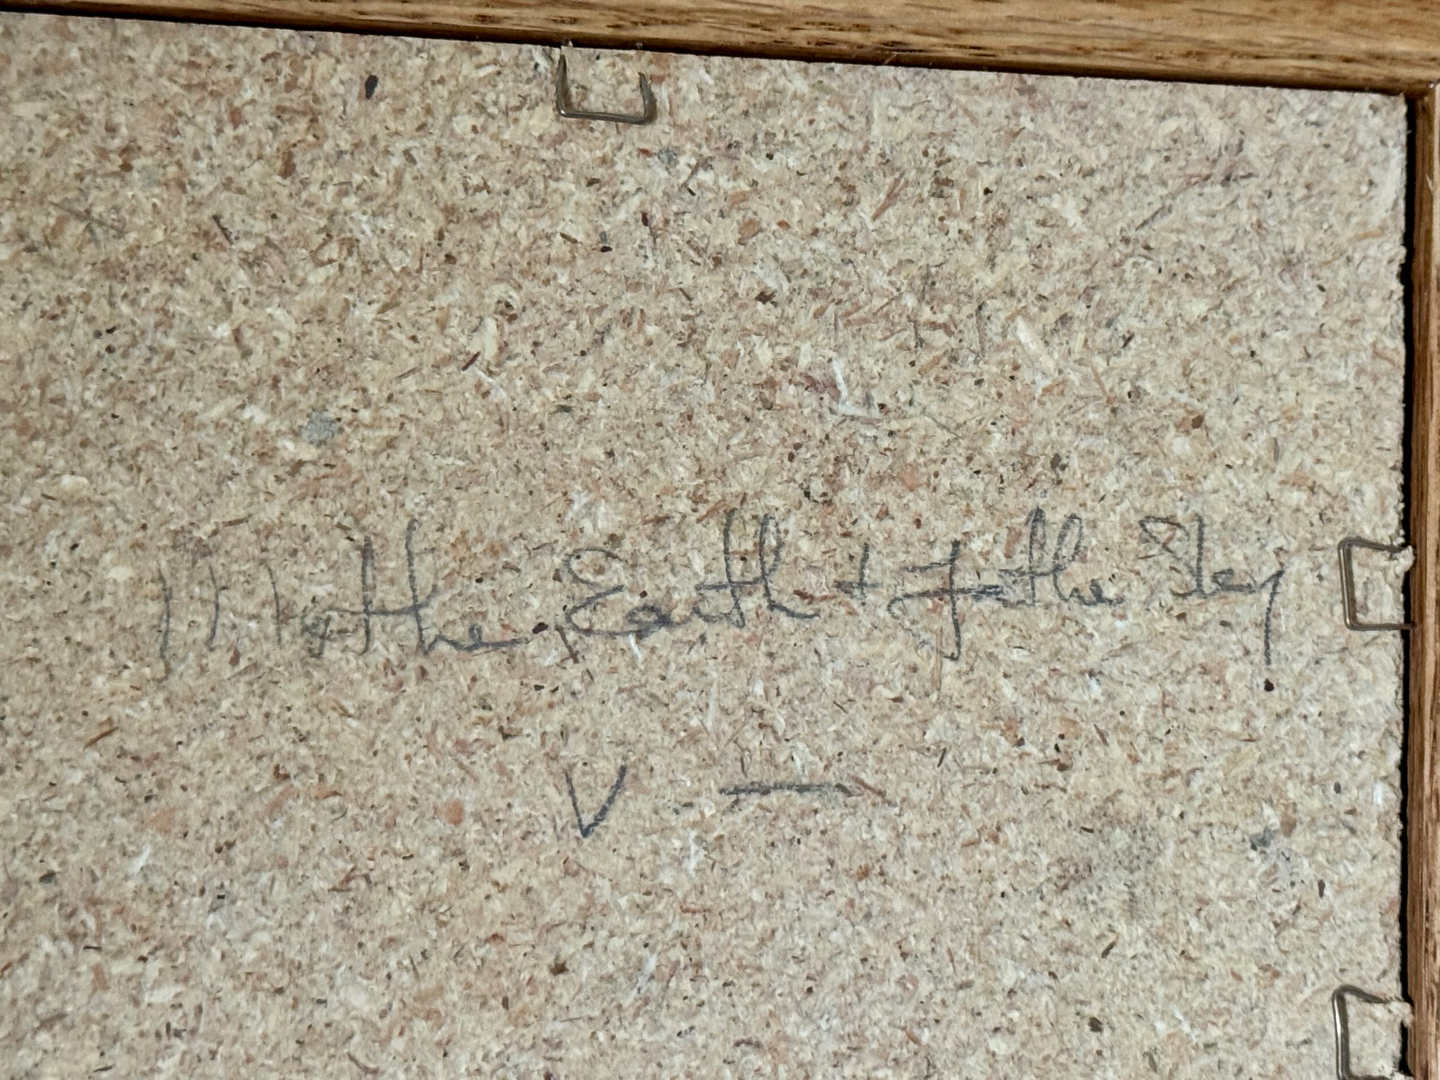 Mother Earth + Father Sky
V —